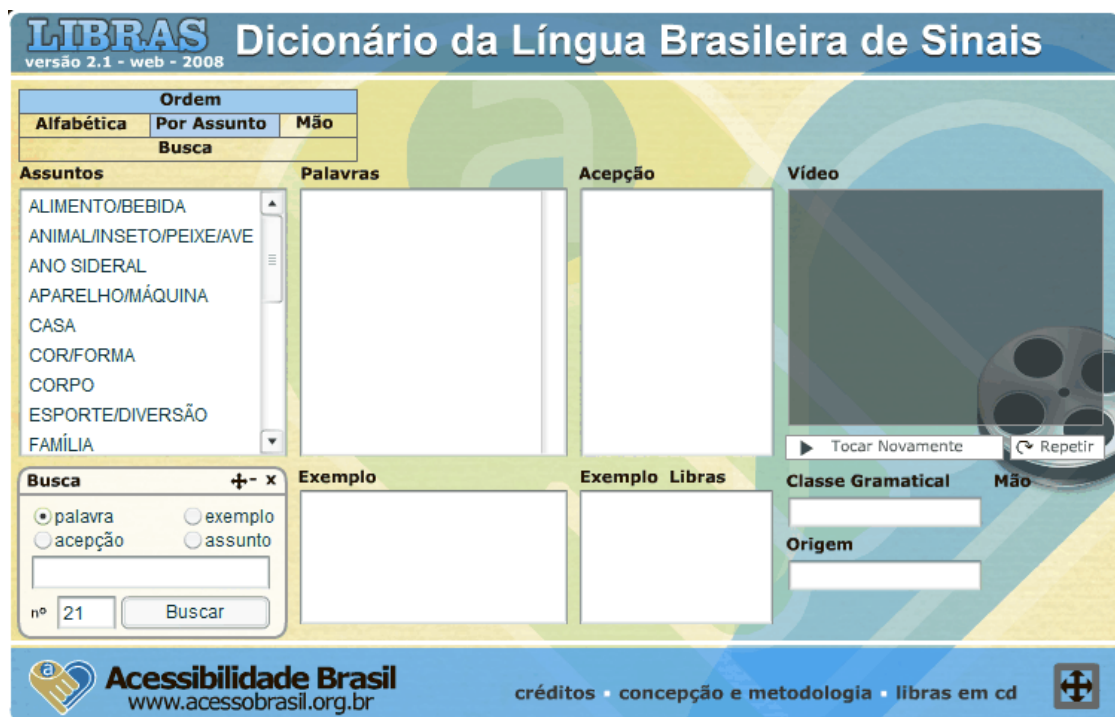 LIBRAS
versão 2.1 - web - 2008
Dicionário da Língua Brasileira de Sinais
Ordem
Alfabética Por Assunto Mão
Busca
Assuntos
ALIMENTO/BEBIDA
ANIMAL/INSETO/PEIXE/AVE
ANO SIDERAL
APARELHO/MÁQUINA
CASA
COR/FORMA
CORPO
ESPORTE/DIVERSÃO
FAMÍLIA
Palavras
Acepção
Vídeo
Tocar Novamente
Repetir
Busca - x
palavra exemplo
acepção assunto
nº 21 Buscar
Exemplo
Exemplo Libras
Classe Gramatical
Mão
Origem
a
Acessibilidade Brasil
www.acessobrasil.org.br
créditos • concepção e metodologia • libras em cd